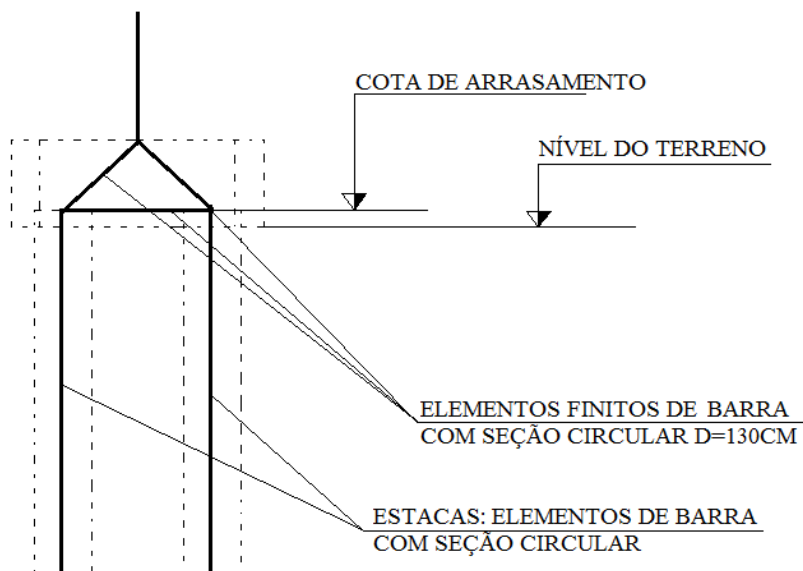 COTA DE ARRASAMENTO
NÍVEL DO TERRENO
ELEMENTOS FINITOS DE BARRA
COM SEÇÃO CIRCULAR D=130CM
ESTACAS: ELEMENTOS DE BARRA
COM SEÇÃO CIRCULAR